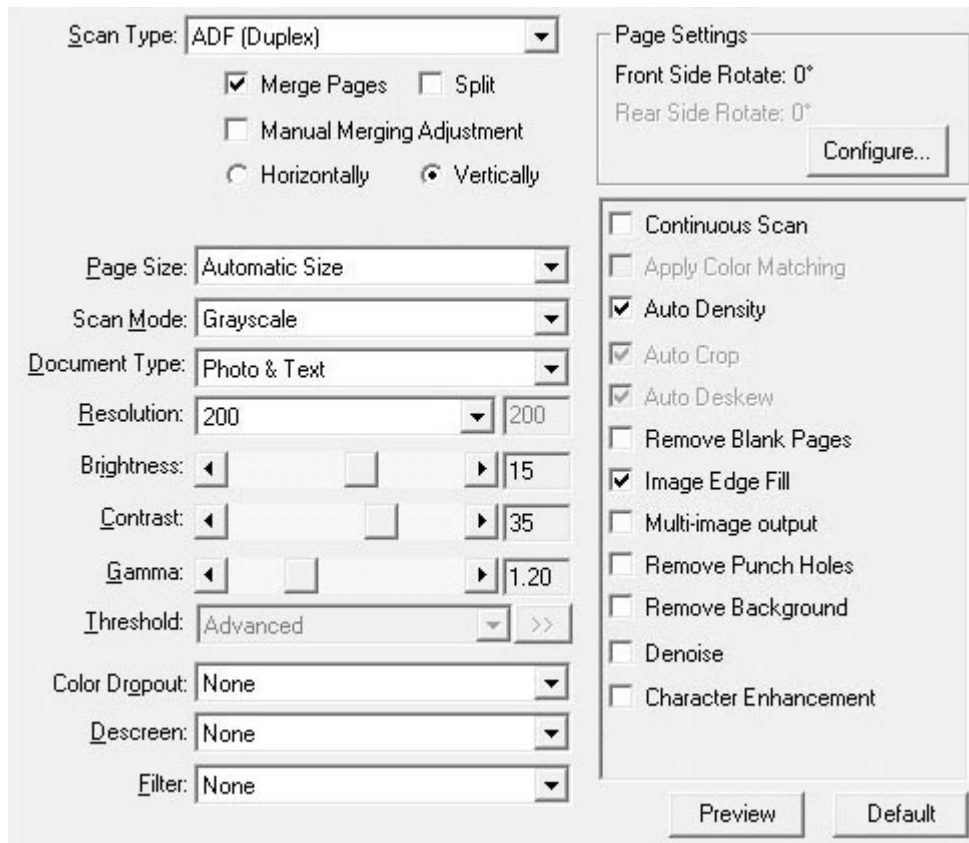 Scan Type: ADF (Duplex)
Merge Pages Split
Manual Merging Adjustment
Horizontally Vertically
Page Size: Automatic Size
Scan Mode: Grayscale
Document Type: Photo & Text
Resolution: 200 200
Brightness: 15
Contrast: 35
Gamma: 1.20
Threshold: Advanced >>
Color Dropout: None
Descreen: None
Filter: None
Page Settings
Front Side Rotate: 0°
Rear Side Rotate: 0°
Configure...
Continuous Scan
Apply Color Matching
Auto Density
Auto Crop
Auto Deskew
Remove Blank Pages
Image Edge Fill
Multi-image output
Remove Punch Holes
Remove Background
Denoise
Character Enhancement
Preview Default